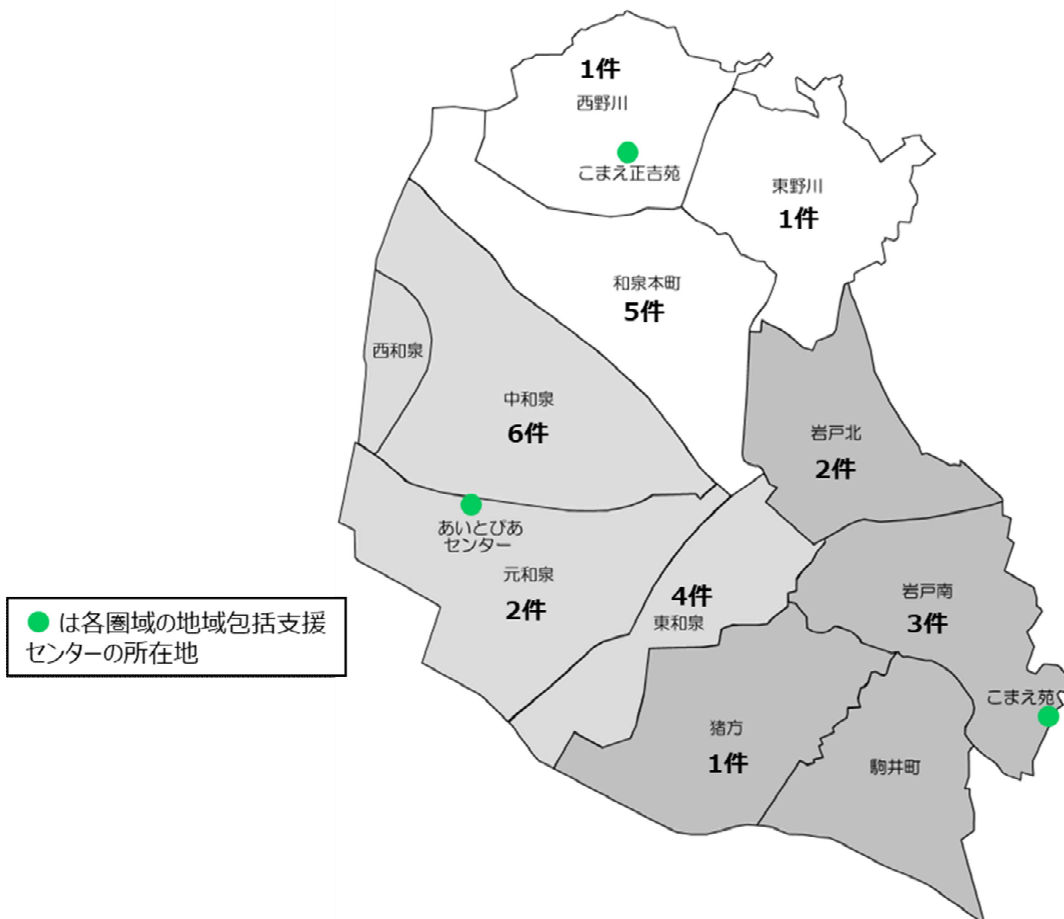 1件
西野川
こまえ正吉苑
東野川
1件
和泉本町
5件
西和泉
中和泉
6件
岩戸北
2件
あいとぴあ
センター
元和泉
2件
4件
東和泉
岩戸南
3件
こまえ苑
猪方
1件
駒井町
●は各圏域の地域包括支援
センターの所在地